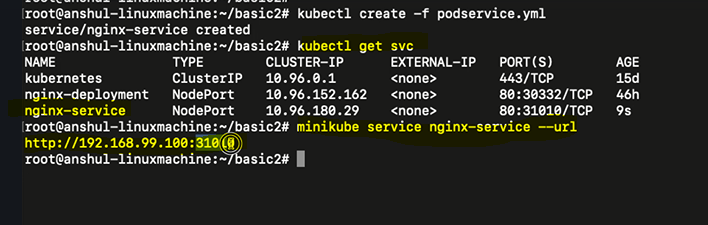 root@anshul-linuxmachine:~/basic2#
root@anshul-linuxmachine:~/basic2# kubectl create -f podservice.yml
service/nginx-service created
root@anshul-linuxmachine:~/basic2# kubectl get svc
NAME TYPE CLUSTER-IP EXTERNAL-IP PORT(S) AGE
kubernetes ClusterIP 10.96.0.1 <none> 443/TCP 15d
nginx-deployment NodePort 10.96.152.162 <none> 80:30332/TCP 46h
nginx-service NodePort 10.96.180.29 <none> 80:31010/TCP 9s
root@anshul-linuxmachine:~/basic2# minikube service nginx-service --url
http://192.168.99.100:31010
root@anshul-linuxmachine:~/basic2#